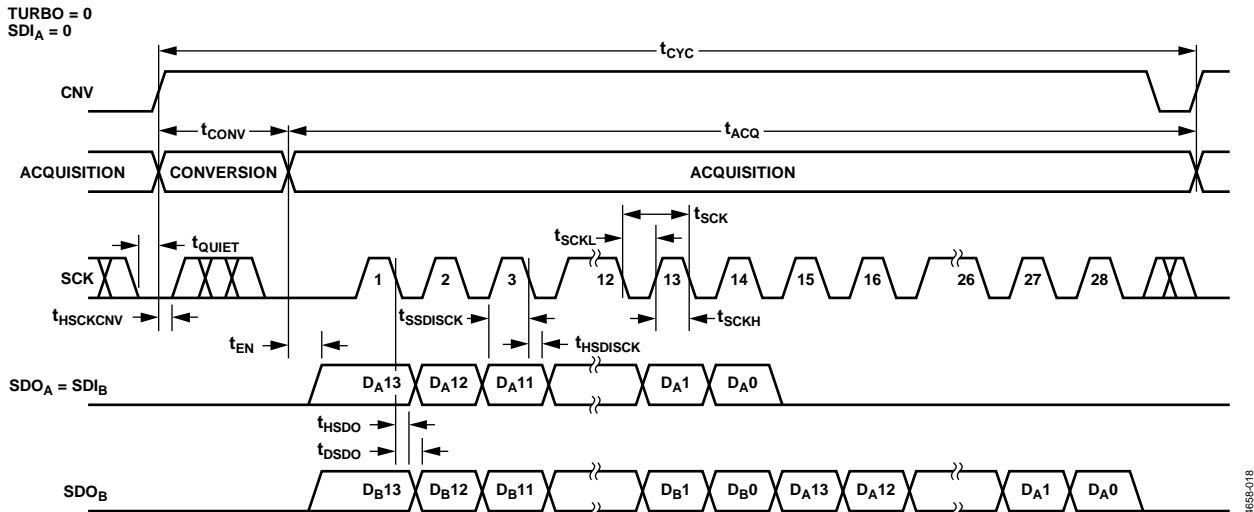 TURBO = 0
SDIA = 0
tCYC
CNV
tCONV
tACQ
ACQUISITION
CONVERSION
ACQUISITION
tSCK
tSCKL
tQUIET
SCK
1 2 3 12 13 14 15 16 26 27 28
tHSCKCNV
tSSDISCK
tSCKH
tEN
tHSDISCK
SDOA = SDIB
DA13 DA12 DA11 DA1 DA0
tHSDO
tDSDO
SDOB
DB13 DB12 DB11 DB1 DB0 DA13 DA12 DA1 DA0